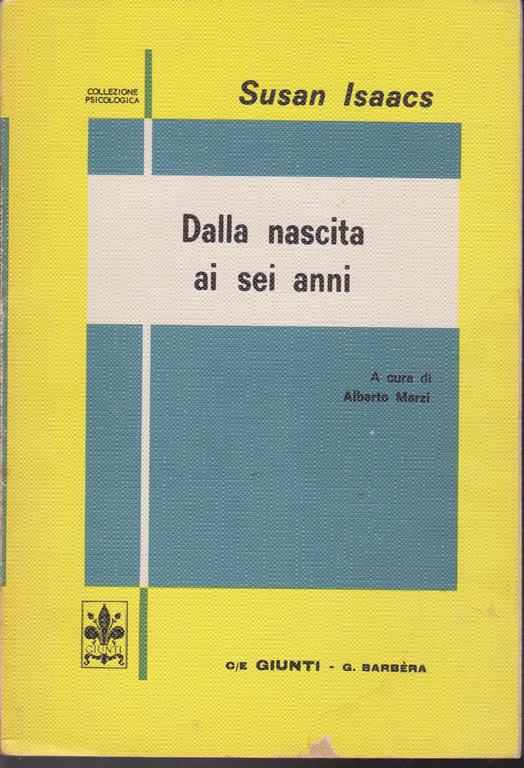 COLLEZIONE
PSICOLOGICA
Susan Isaacs
Dalla nascita
ai sei anni
A cura di
Alberto Marzi
GIUNTI
C/E GIUNTI - G. BARBÈRA